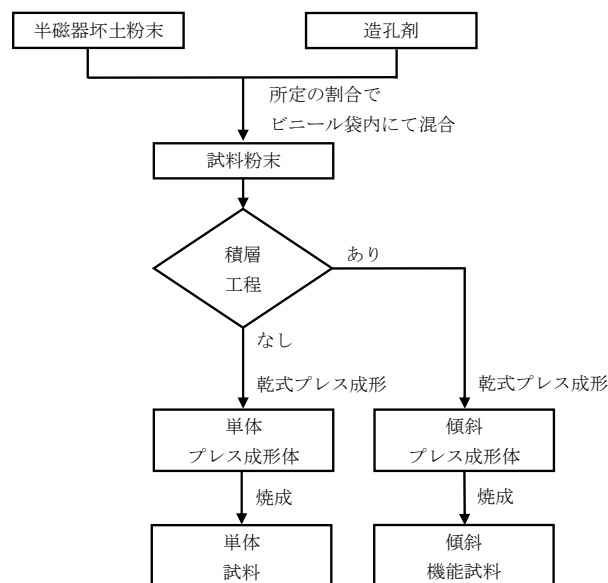 半磁器坏土粉末
造孔剤
所定の割合で
ビニール袋内にて混合
試料粉末
積層
工程
あり
なし
乾式プレス成形
乾式プレス成形
単体
プレス成形体
傾斜
プレス成形体
焼成
焼成
単体
試料
傾斜
機能試料